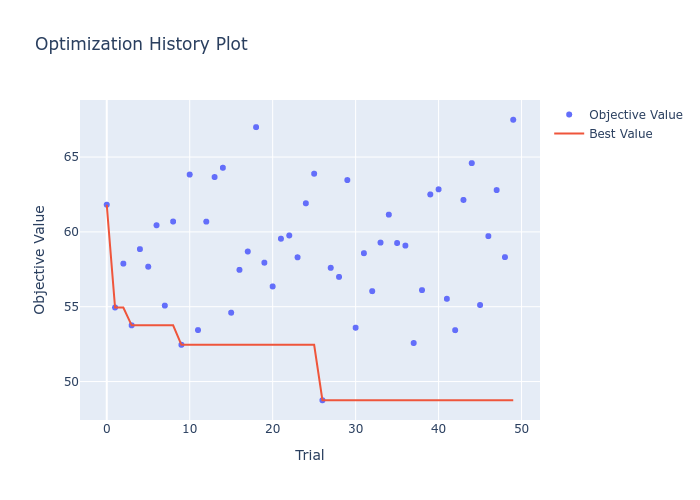 Optimization History Plot
Objective Value
Best Value
65
60
55
50
Objective Value
0 10 20 30 40 50
Trial